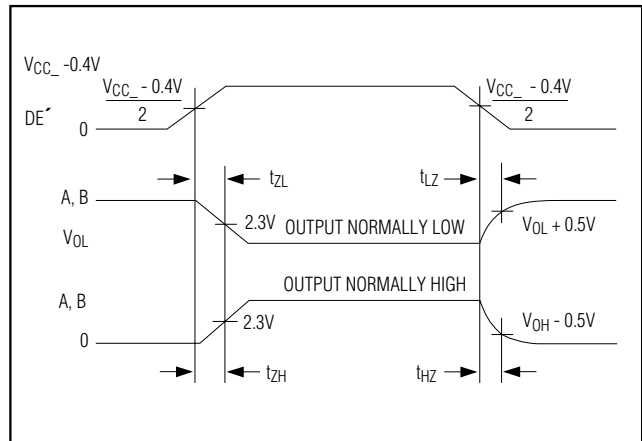 VCC_ -0.4V
VCC_ - 0.4V
2
VCC_ - 0.4V
2
DE´
0
tZL
tLZ
A, B
2.3V
OUTPUT NORMALLY LOW
VOL + 0.5V
VOL
OUTPUT NORMALLY HIGH
A, B
2.3V
VOH - 0.5V
0
tZH
tHZ